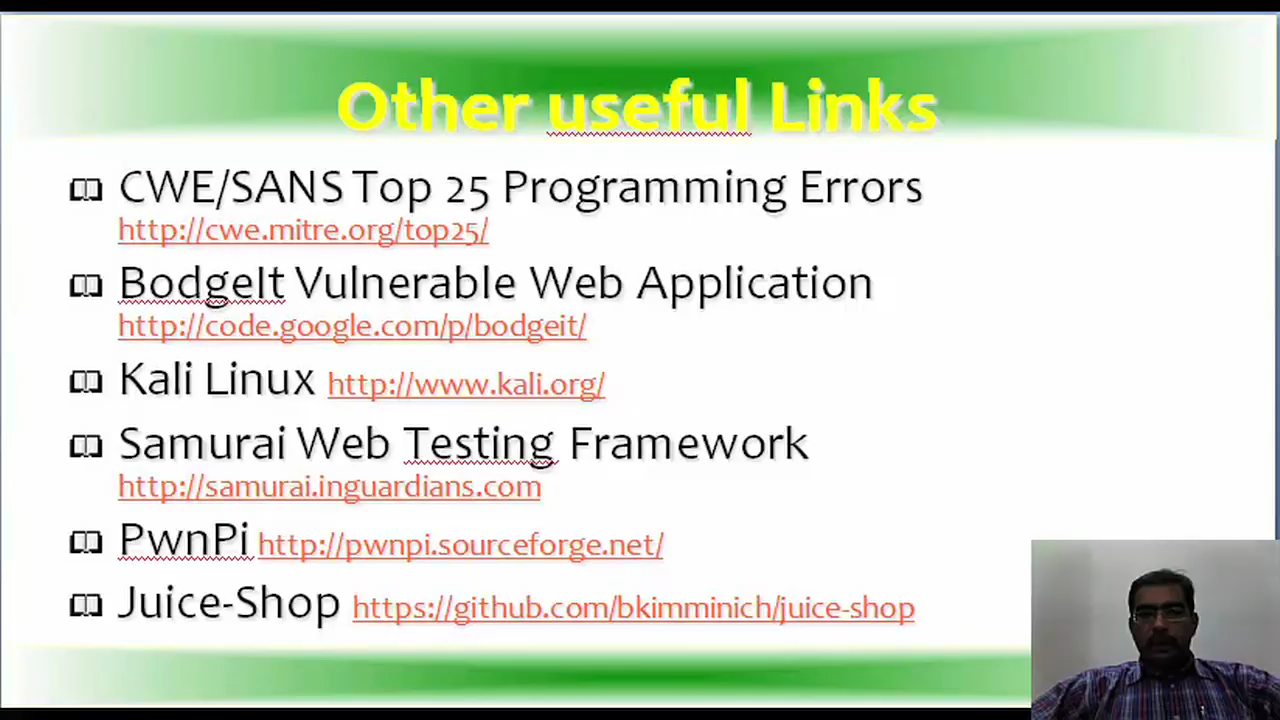 Other useful Links
CWE/SANS Top 25 Programming Errors
http://cwe.mitre.org/top25/
BodgeIt Vulnerable Web Application
http://code.google.com/p/bodgeit/
Kali Linux http://www.kali.org/
Samurai Web Testing Framework
http://samurai.inguardians.com
PwnPi http://pwnpi.sourceforge.net/
Juice-Shop https://github.com/bkimminich/juice-shop